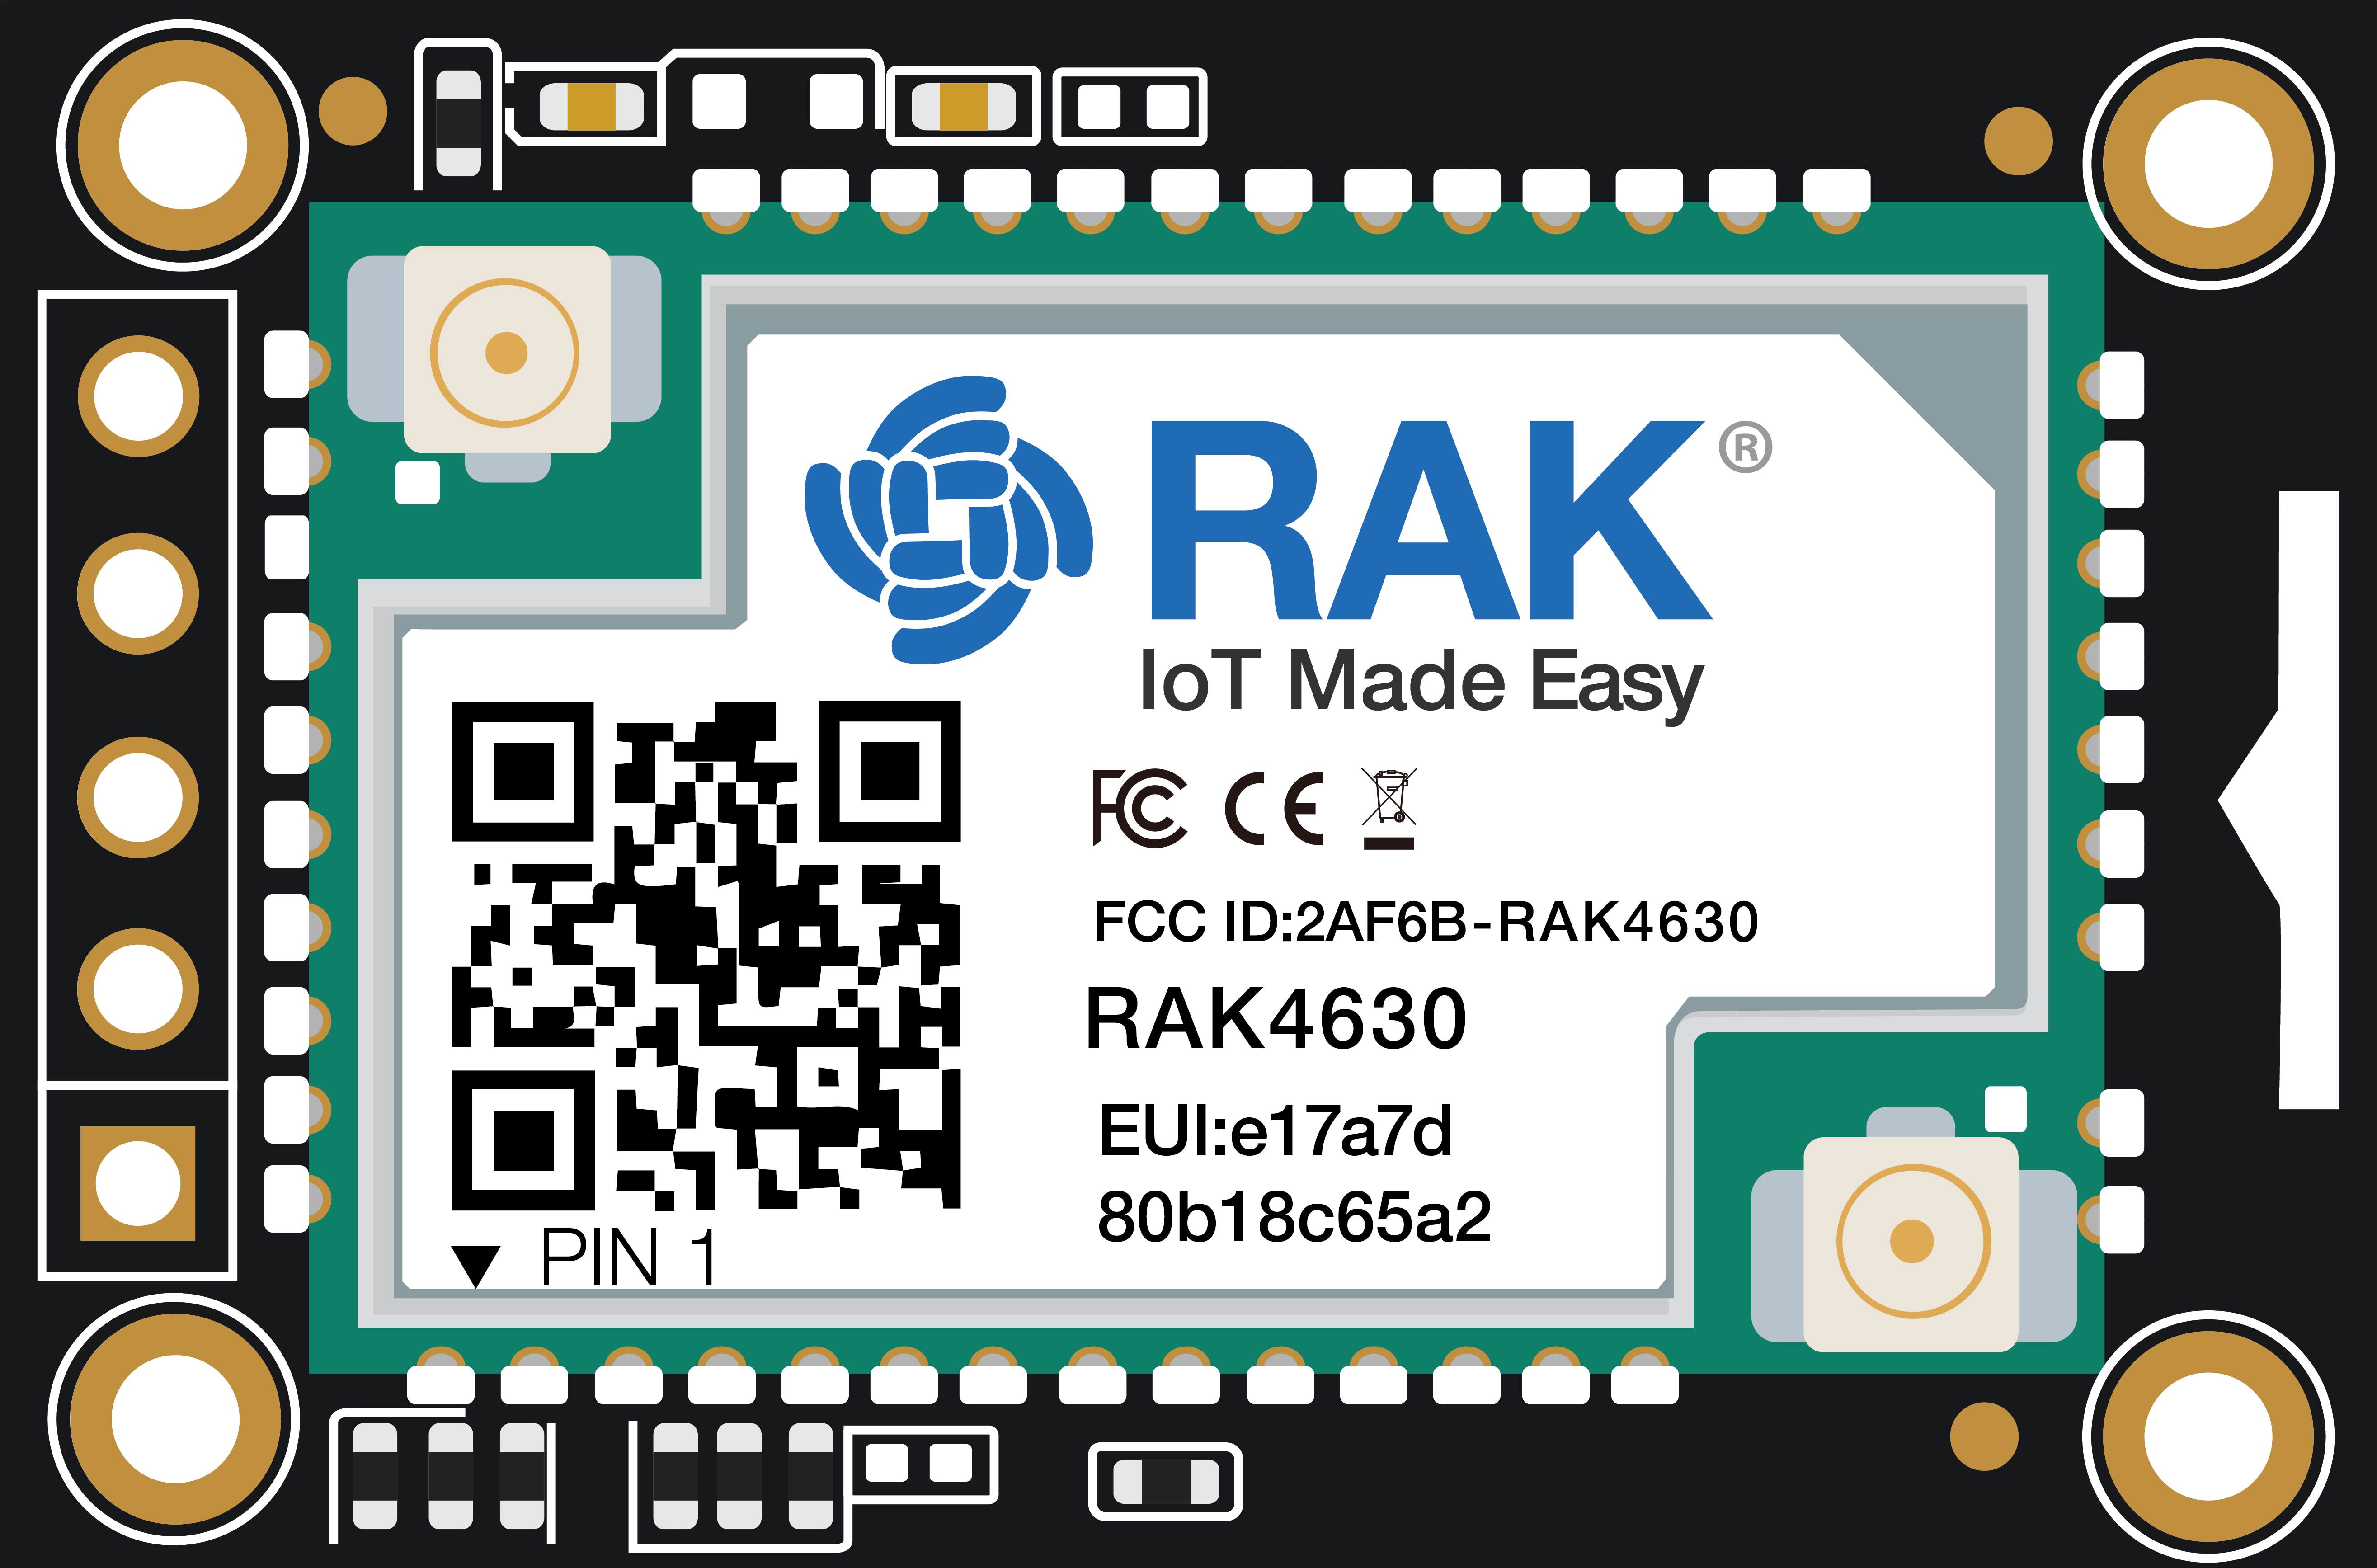 RAK®
IoT Made Easy
FC CE
FCC ID:2AF6B-RAK4630
RAK4630
EUI:e17a7d
80b18c65a2
PIN 1